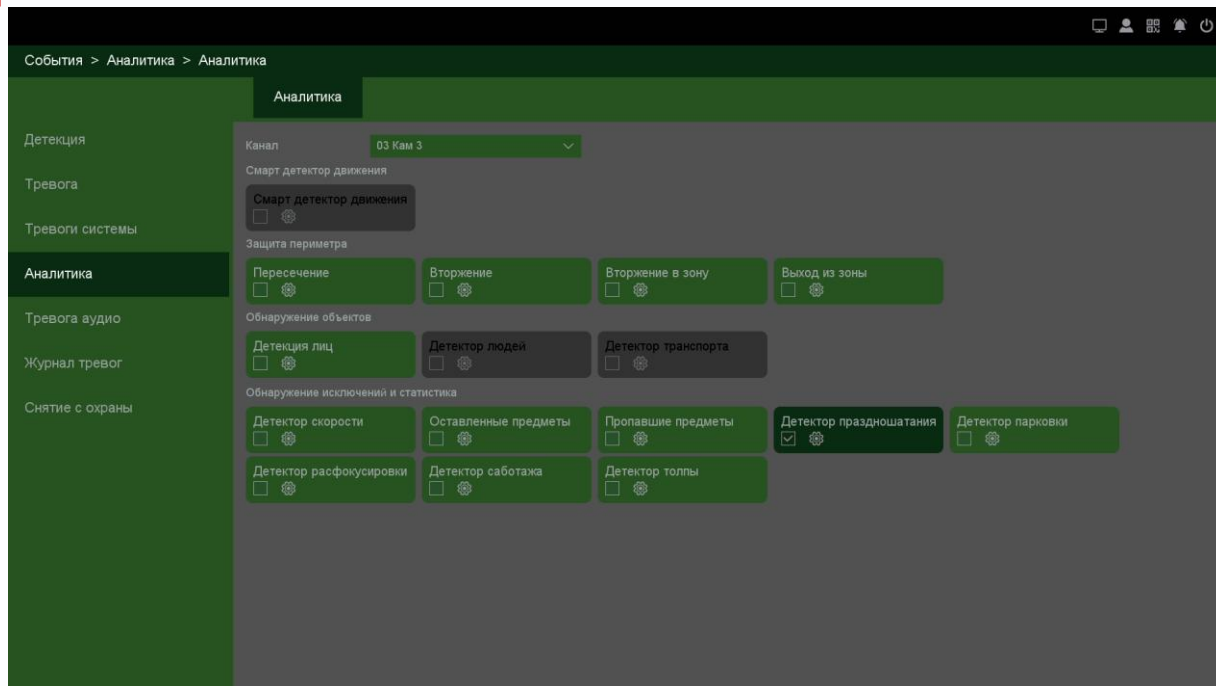 События > Аналитика > Аналитика
Аналитика
Детекция
Тревога
Тревоги системы
Аналитика
Тревога аудио
Журнал тревог
Снятие с охраны
Канал 03 Кам 3
Смарт детектор движения
Смарт детектор движения
Защита периметра
Пересечение Вторжение Вторжение в зону Выход из зоны
Обнаружение объектов
Детекция лиц Детектор людей Детектор транспорта
Обнаружение исключений и статистика
Детектор скорости Оставленные предметы Пропавшие предметы Детектор праздношатания Детектор парковки
Детектор расфокусировки Детектор саботажа Детектор толпы